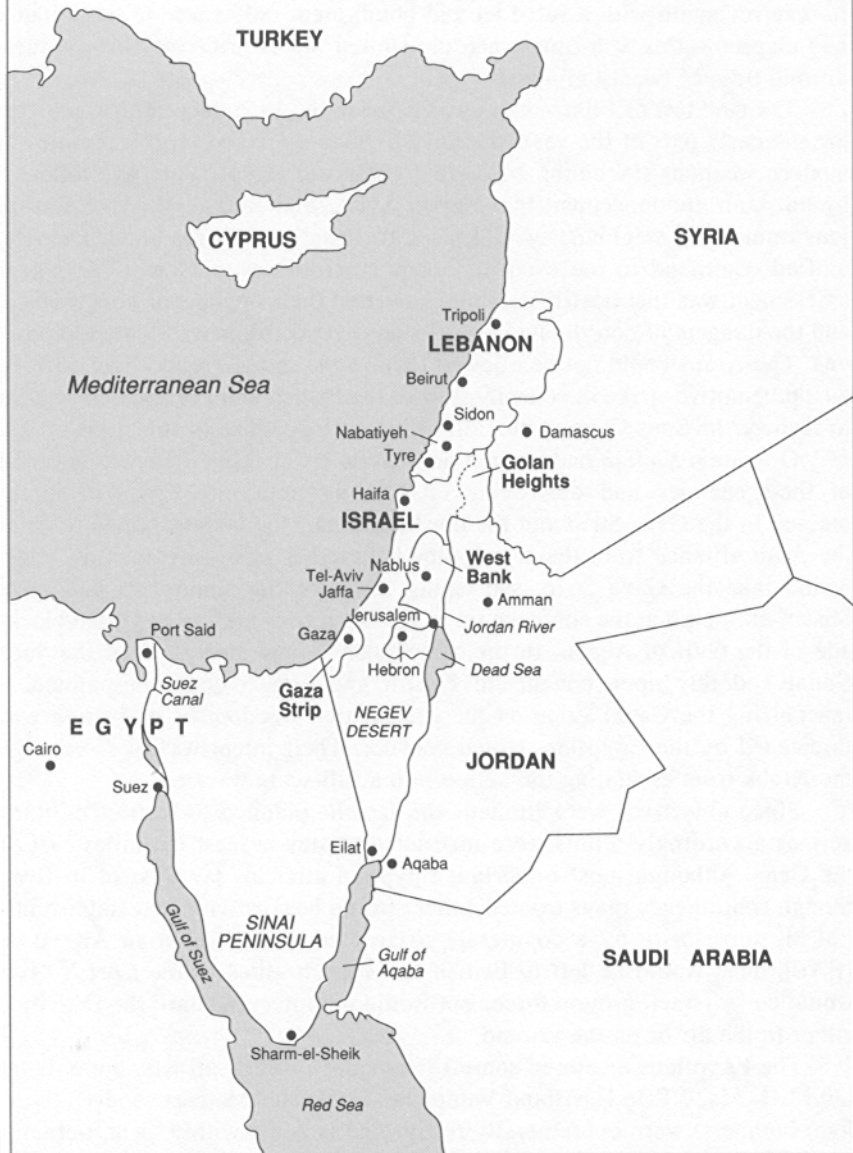 TURKEY
CYPRUS
SYRIA
Tripoli
LEBANON
Mediterranean Sea
Beirut
Sidon
Nabatiyeh
Damascus
Tyre
Golan
Heights
Haifa
ISRAEL
West
Bank
Nablus
Tel-Aviv
Jaffa
Amman
Jerusalem
Jordan River
Port Said
Gaza
Hebron
Dead Sea
Suez
Canal
Gaza
Strip
NEGEV
DESERT
EGYPT
Cairo
JORDAN
Suez
Eilat
Aqaba
SINAI
PENINSULA
Gulf of Suez
Gulf of
Aqaba
SAUDI ARABIA
Sharm-el-Sheik
Red Sea